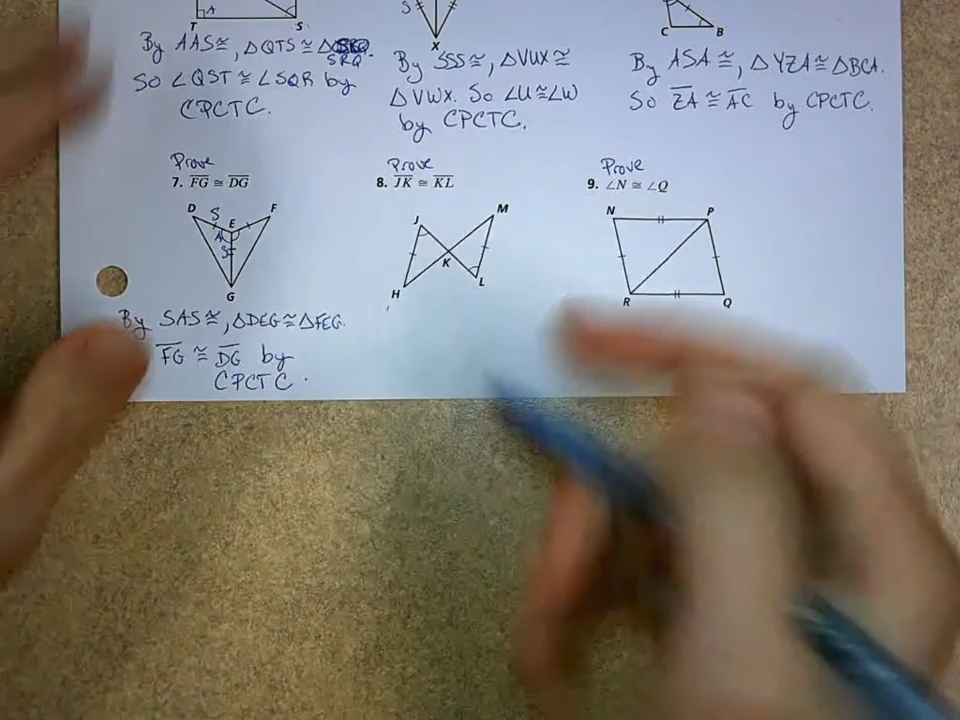 T A S
By AAS≅, △QTS≅△
SRQ.
So ∠QST≅∠SQR by
CPCTC.
S
X
By SSS≅, △VUX≅
△VWX. So ∠U≅∠W
by CPCTC.
C B
By ASA≅, △YZA≅△BCA.
So ZA≅AC by CPCTC.
Prove
7. FG ≅ DG
D S E F
A
S
G
By SAS≅, △DEG≅△FEG.
FG ≅ DG by
CPCTC.
Prove
8. JK ≅ KL
J M
K
H L
Prove
9. ∠N ≅ ∠Q
N P
R Q